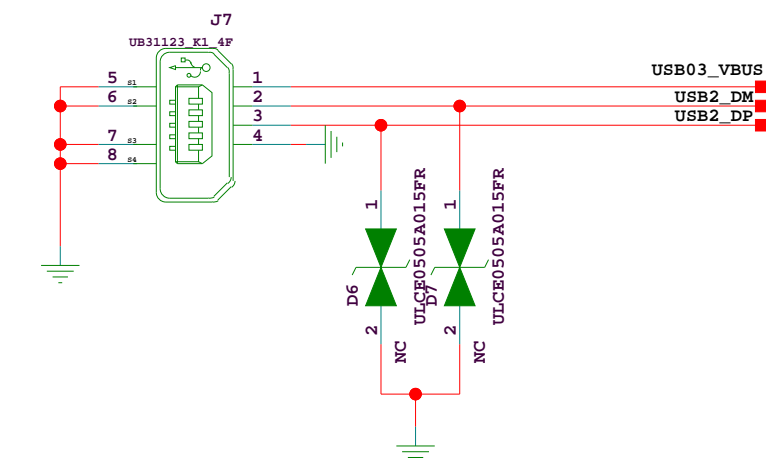 J7
UB31123_K1_4F
USB03_VBUS
5 S1 1
6 S2 2 USB2_DM
3 USB2_DP
7 S3 4
8 S4
1 1
D6 ULCE0505A015FR
D7 ULCE0505A015FR
2 2
NC NC